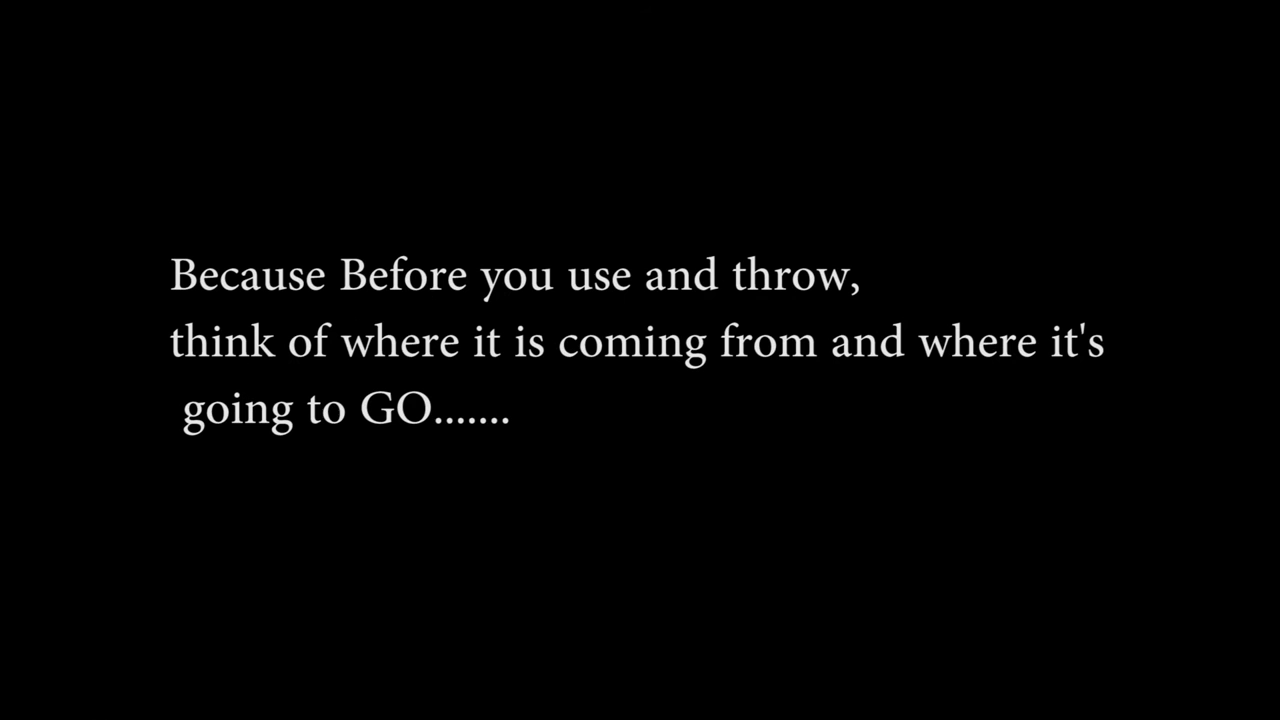 Because Before you use and throw,
think of where it is coming from and where it's
going to GO.......